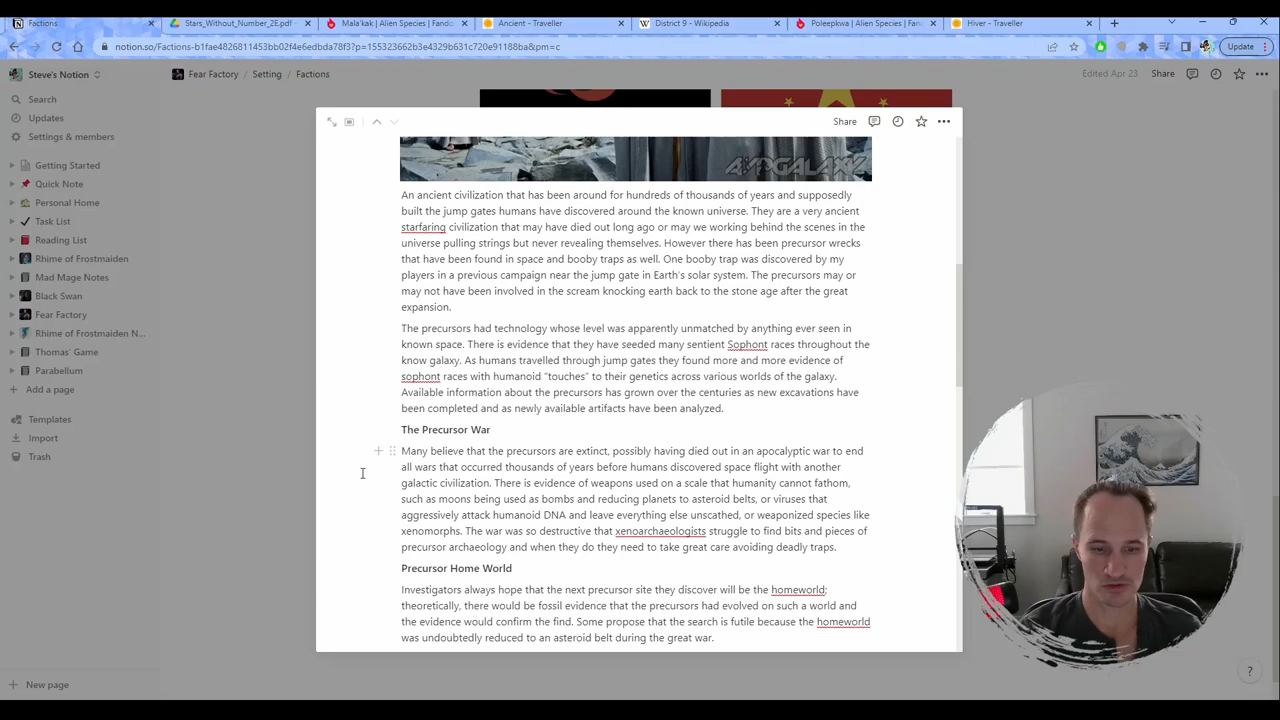 Factions
Stars_Without_Number_2E.pdf -
Mala'kak | Alien Species | Fando
Ancient - Traveller
District 9 - Wikipedia
Poleepkwa | Alien Species | Fan
Hiver - Traveller
notion.so/Factions-b1fae4826811453bb02f4e6edbda78f3?p=155323662b3e4329b631c720e91188ba&pm=c
Update
Steve's Notion
Fear Factory / Setting / Factions
Edited Apr 23
Share
Search
Updates
Settings & members
Getting Started
Quick Note
Personal Home
Task List
Reading List
Rhime of Frostmaiden
Mad Mage Notes
Black Swan
Fear Factory
Rhime of Frostmaiden N...
Thomas' Game
Parabellum
Add a page
Templates
Import
Trash
New page
Share
An ancient civilization that has been around for hundreds of thousands of years and supposedly
built the jump gates humans have discovered around the known universe. They are a very ancient
starfaring civilization that may have died out long ago or may we working behind the scenes in the
universe pulling strings but never revealing themselves. However there has been precursor wrecks
that have been found in space and booby traps as well. One booby trap was discovered by my
players in a previous campaign near the jump gate in Earth's solar system. The precursors may or
may not have been involved in the scream knocking earth back to the stone age after the great
expansion.
The precursors had technology whose level was apparently unmatched by anything ever seen in
known space. There is evidence that they have seeded many sentient Sophont races throughout the
know galaxy. As humans travelled through jump gates they found more and more evidence of
sophont races with humanoid "touches" to their genetics across various worlds of the galaxy.
Available information about the precursors has grown over the centuries as new excavations have
been completed and as newly available artifacts have been analyzed.
The Precursor War
Many believe that the precursors are extinct, possibly having died out in an apocalyptic war to end
all wars that occurred thousands of years before humans discovered space flight with another
galactic civilization. There is evidence of weapons used on a scale that humanity cannot fathom,
such as moons being used as bombs and reducing planets to asteroid belts, or viruses that
aggressively attack humanoid DNA and leave everything else unscathed, or weaponized species like
xenomorphs. The war was so destructive that xenoarchaeologists struggle to find bits and pieces of
precursor archaeology and when they do they need to take great care avoiding deadly traps.
Precursor Home World
Investigators always hope that the next precursor site they discover will be the homeworld;
theoretically, there would be fossil evidence that the precursors had evolved on such a world and
the evidence would confirm the find. Some propose that the search is futile because the homeworld
was undoubtedly reduced to an asteroid belt during the great war.